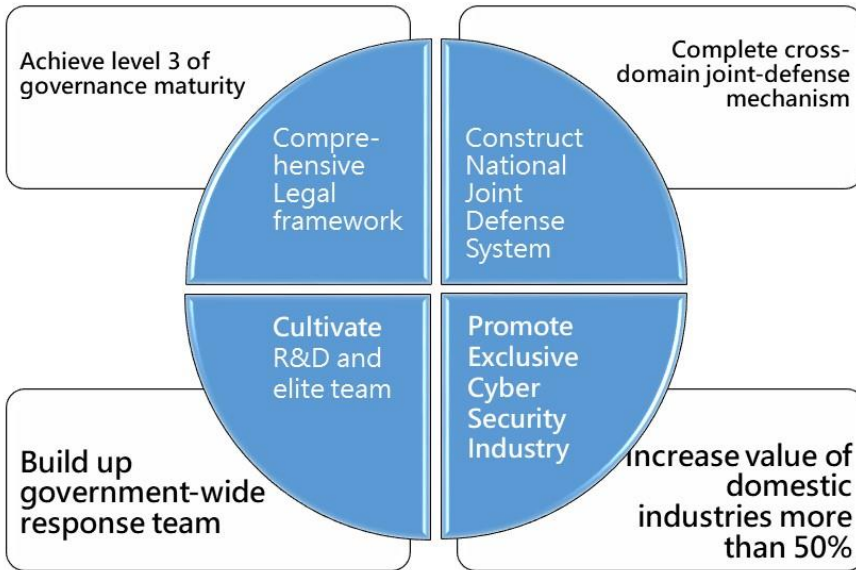 Achieve level 3 of
governance maturity
Complete cross-
domain joint-defense
mechanism
Compre-
hensive
Legal
framework
Construct
National
Joint
Defense
System
Cultivate
R&D and
elite team
Promote
Exclusive
Cyber
Security
Industry
Build up
government-wide
response team
Increase value of
domestic
industries more
than 50%